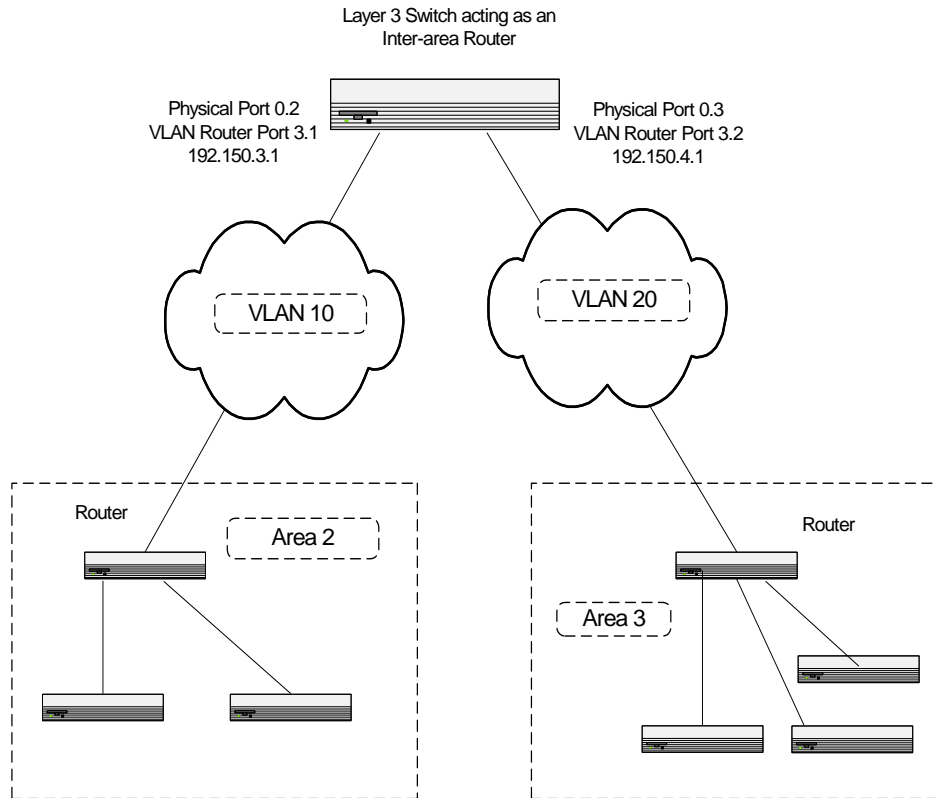 Layer 3 Switch acting as an
Inter-area Router
Physical Port 0.2
VLAN Router Port 3.1
192.150.3.1
Physical Port 0.3
VLAN Router Port 3.2
192.150.4.1
VLAN 10
VLAN 20
Router
Area 2
Router
Area 3